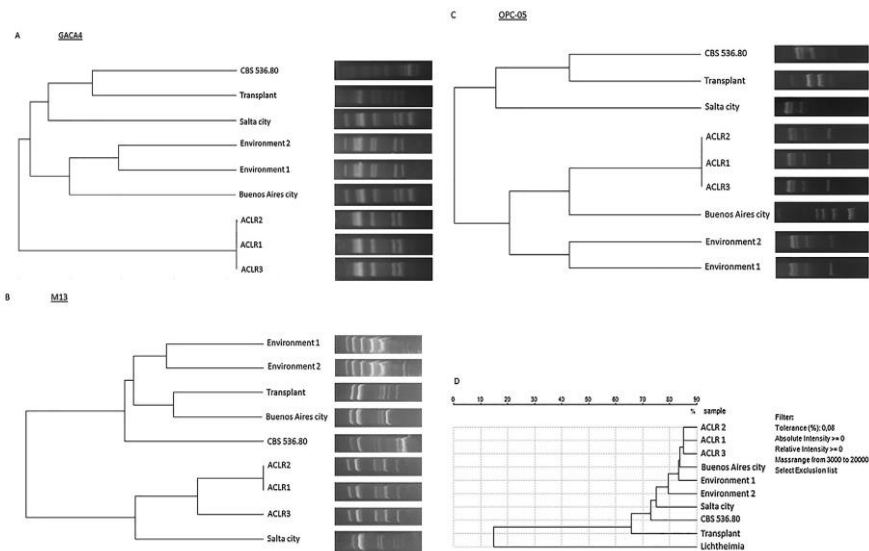 A GACA4
CBS 536.80
Transplant
Salta city
Environment 2
Environment 1
Buenos Aires city
ACLR2
ACLR1
ACLR3
B M13
Environment 1
Environment 2
Transplant
Buenos Aires city
CBS 536.80
ACLR2
ACLR1
ACLR3
Salta city
C OPC-05
CBS 536.80
Transplant
Salta city
ACLR2
ACLR1
ACLR3
Buenos Aires city
Environment 2
Environment 1
D
0 10 20 30 40 50 60 70 80 90
% sample
ACLR 2
ACLR 1
ACLR 3
Buenos Aires city
Environment 1
Environment 2
Salta city
CBS 536.80
Transplant
Lichtheimia
Filter:
Tolerance (%): 0,08
Absolute Intensity >= 0
Relative Intensity >= 0
Massrange from 3000 to 20000
Select Exclusion list